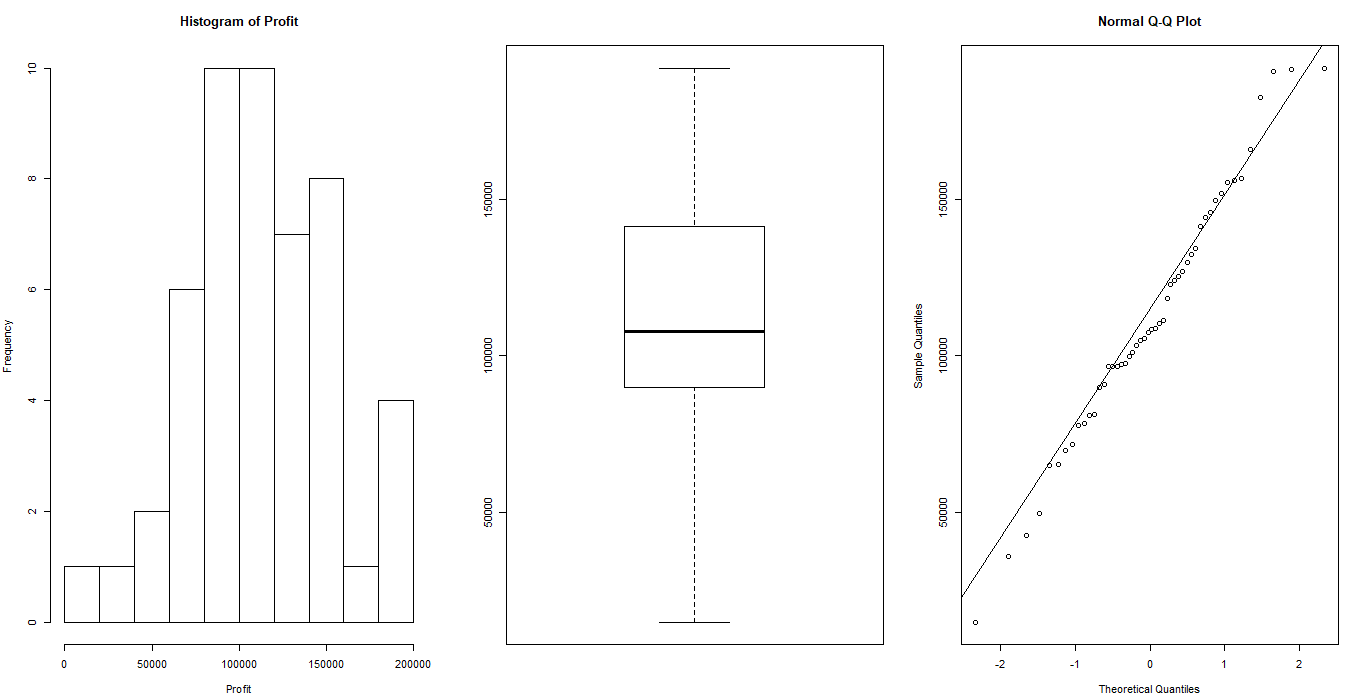 Histogram of Profit
Frequency
0 2 4 6 8 10
0 50000 100000 150000 200000
Profit
50000 100000 150000
Normal Q-Q Plot
Sample Quantiles
50000 100000 150000
-2 -1 0 1 2
Theoretical Quantiles